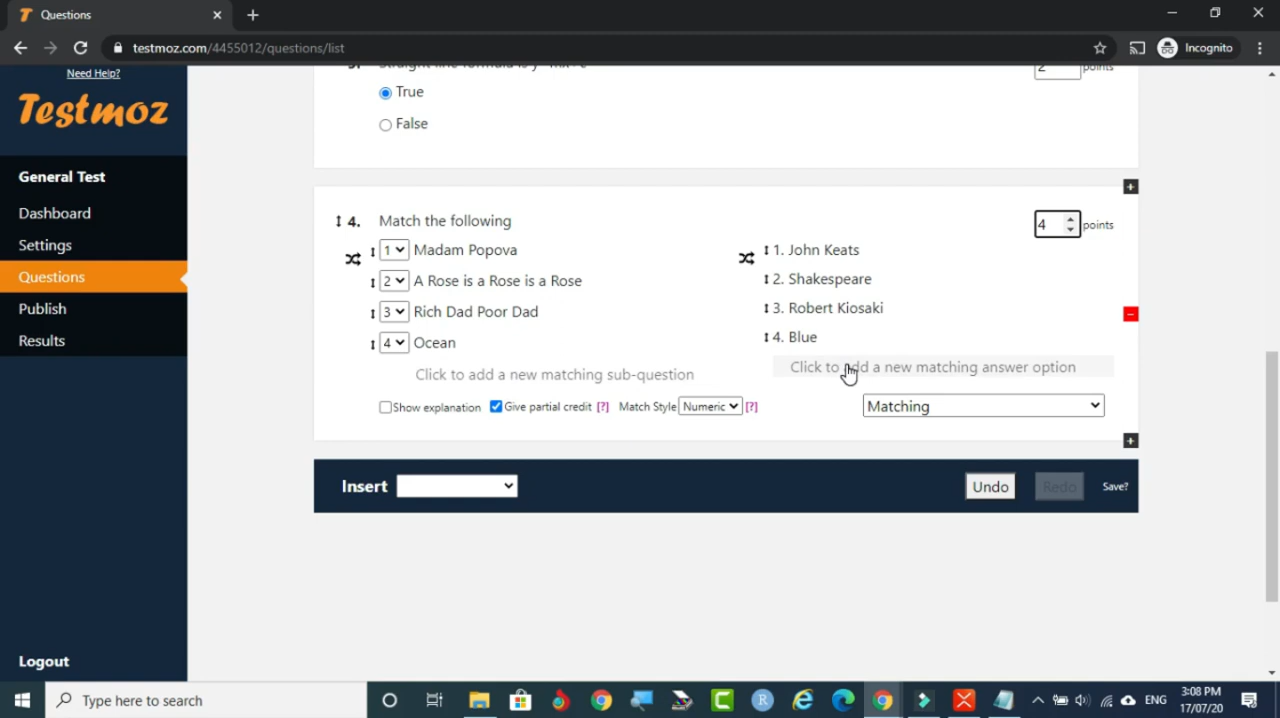 Questions
testmoz.com/4455012/questions/list
Incognito
Need Help?
Testmoz
General Test
Dashboard
Settings
Questions
Publish
Results
Logout
2 points
True
False
4. Match the following
4 points
1 Madam Popova
2 A Rose is a Rose is a Rose
3 Rich Dad Poor Dad
4 Ocean
Click to add a new matching sub-question
1. John Keats
2. Shakespeare
3. Robert Kiosaki
4. Blue
Click to add a new matching answer option
Show explanation Give partial credit [?] Match Style Numeric [?]
Matching
Insert
Undo Redo Save?
Type here to search
ENG
3:08 PM
17/07/20